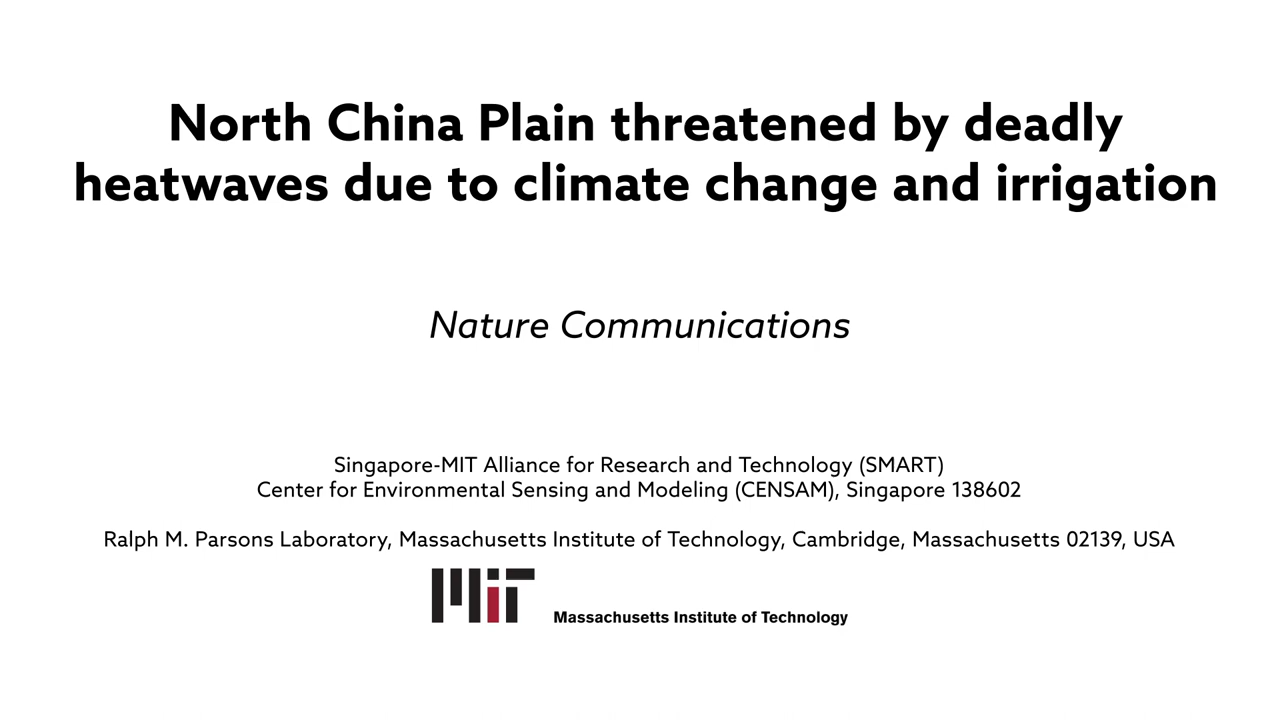 North China Plain threatened by deadly
heatwaves due to climate change and irrigation
Nature Communications
Singapore-MIT Alliance for Research and Technology (SMART)
Center for Environmental Sensing and Modeling (CENSAM), Singapore 138602
Ralph M. Parsons Laboratory, Massachusetts Institute of Technology, Cambridge, Massachusetts 02139, USA
MIT Massachusetts Institute of Technology